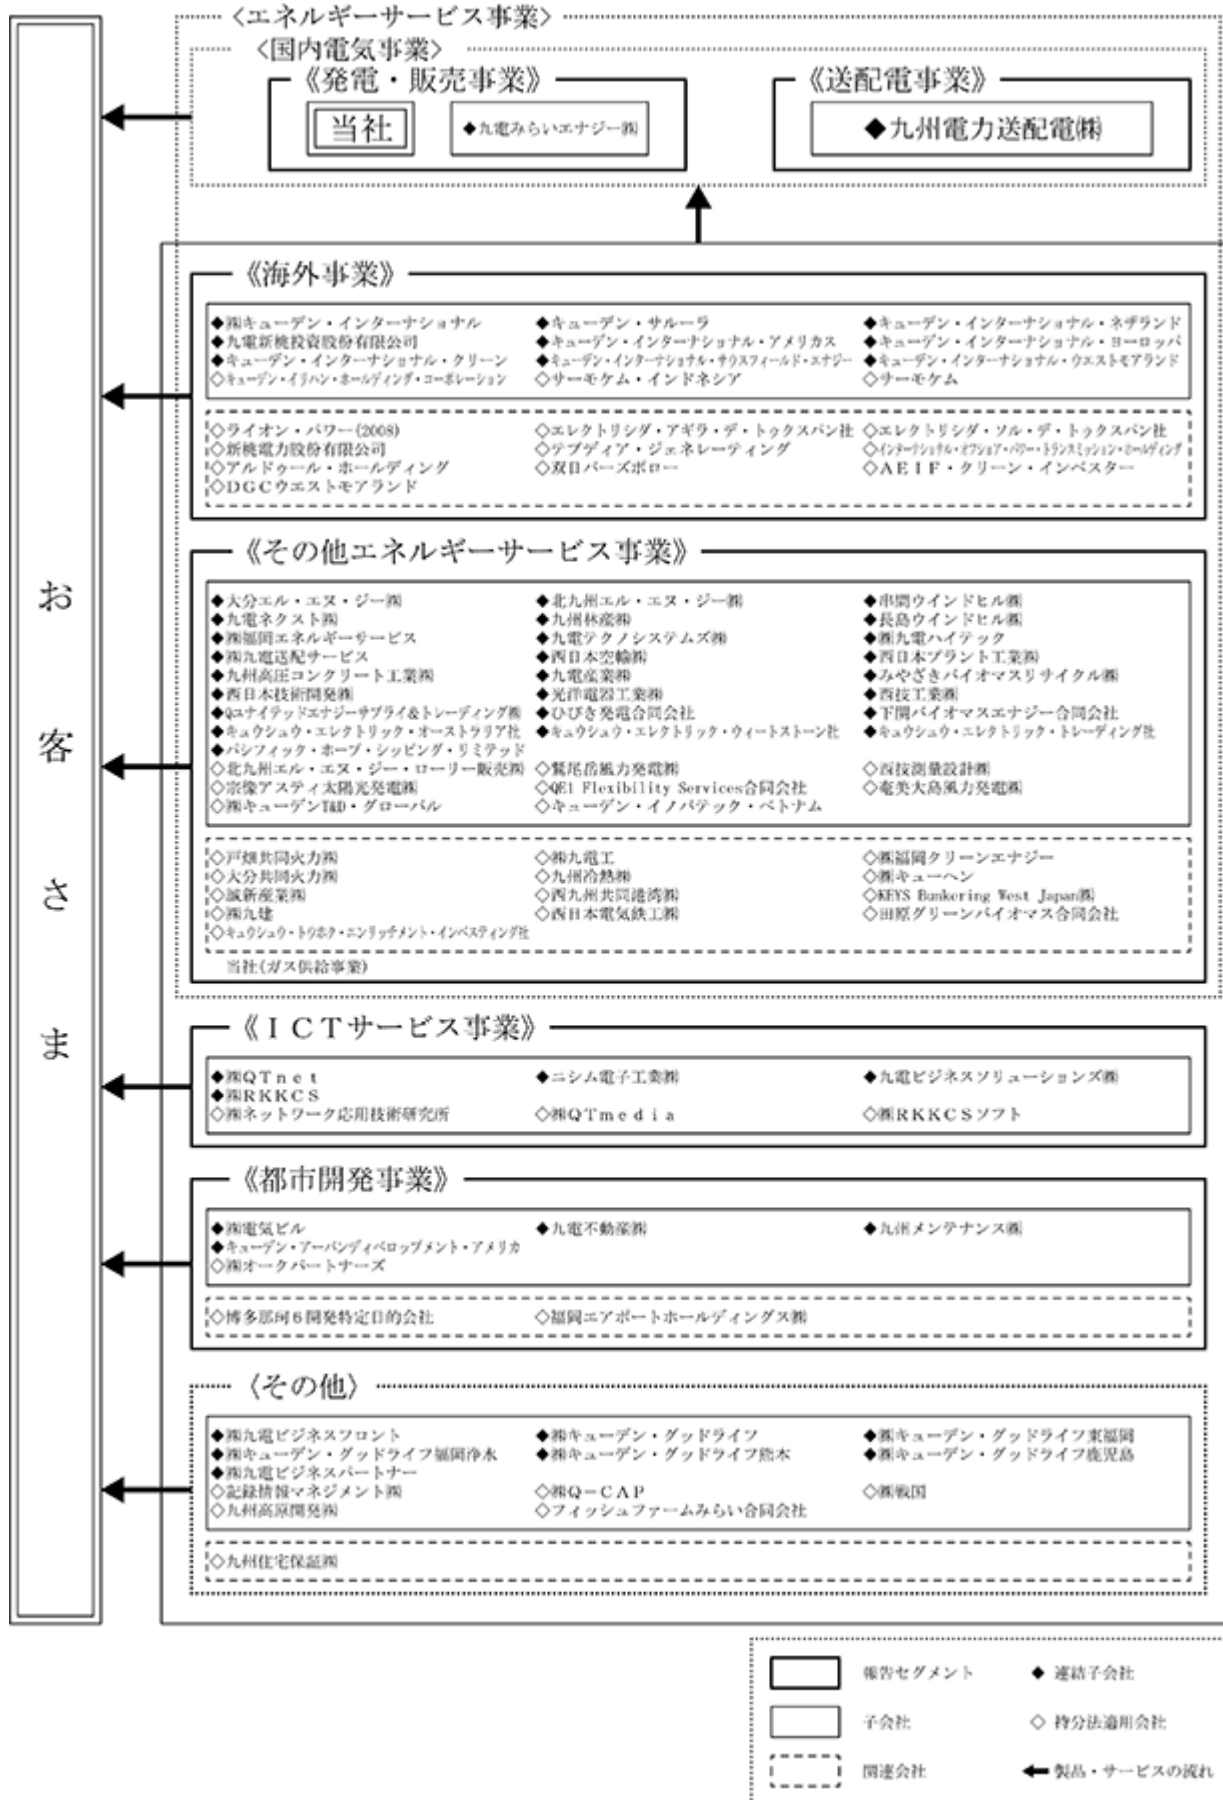 〈エネルギーサービス事業〉
〈国内電気事業〉
《発電・販売事業》 《送配電事業》
当社 ◆九電みらいエナジー㈱ ◆九州電力送配電㈱
お客さま
《海外事業》
◆㈱キューデン・インターナショナル ◆キューデン・サルーラ ◆キューデン・インターナショナル・ネザランド
◆九電新桃投資股份有限公司 ◆キューデン・インターナショナル・アメリカス ◆キューデン・インターナショナル・ヨーロッパ
◆キューデン・インターナショナル・クリーン ◆キューデン・インターナショナル・サウスフィールド・エナジー ◆キューデン・インターナショナル・ウエストモアランド
◇キューデン・イリハン・ホールディング・コーポレーション ◇サーモケム・インドネシア ◇サーモケム
◇ライオン・パワー(2008) ◇エレクトリシダ・アギラ・デ・トゥクスパン社 ◇エレクトリシダ・ソル・デ・トゥクスパン社
◇新桃電力股份有限公司 ◇テプディア・ジェネレーティング ◇インターナショナル・オフショア・パワー・トランスミッション・ホールディング
◇アルドゥール・ホールディング ◇双日バーズボロー ◇ＡＥＩＦ・クリーン・インベスター
◇ＤＧＣウエストモアランド
《その他エネルギーサービス事業》
◆大分エル・エヌ・ジー㈱ ◆北九州エル・エヌ・ジー㈱ ◆串間ウインドヒル㈱
◆九電ネクスト㈱ ◆九州林産㈱ ◆長島ウインドヒル㈱
◆㈱福岡エネルギーサービス ◆九電テクノシステムズ㈱ ◆㈱九電ハイテック
◆㈱九電送配サービス ◆西日本空輸㈱ ◆西日本プラント工業㈱
◆九州高圧コンクリート工業㈱ ◆九電産業㈱ ◆みやざきバイオマスリサイクル㈱
◆西日本技術開発㈱ ◆光洋電器工業㈱ ◆西技工業㈱
◆Qユナイテッドエナジーサプライ&トレーディング㈱ ◆ひびき発電合同会社 ◆下関バイオマスエナジー合同会社
◆キュウシュウ・エレクトリック・オーストラリア社 ◆キュウシュウ・エレクトリック・ウィートストーン社 ◆キュウシュウ・エレクトリック・トレーディング社
◆パシフィック・ホープ・シッピング・リミテッド
◇北九州エル・エヌ・ジー・ローリー販売㈱ ◇鷲尾岳風力発電㈱ ◇西技測量設計㈱
◇宗像アスティ太陽光発電㈱ ◇QE1 Flexibility Services合同会社 ◇奄美大島風力発電㈱
◇㈱キューデンT&D・グローバル ◇キューデン・イノバテック・ベトナム
◇戸畑共同火力㈱ ◇㈱九電工 ◇㈱福岡クリーンエナジー
◇大分共同火力㈱ ◇九州冷熱㈱ ◇㈱キューヘン
◇誠新産業㈱ ◇西九州共同港湾㈱ ◇KEYS Bunkering West Japan㈱
◇㈱九建 ◇西日本電気鉄工㈱ ◇田原グリーンバイオマス合同会社
◇キュウシュウ・トウホク・エンリッチメント・インベスティング社
当社(ガス供給事業)
《ＩＣＴサービス事業》
◆㈱ＱＴｎｅｔ ◆ニシム電子工業㈱ ◆九電ビジネスソリューションズ㈱
◆㈱ＲＫＫＣＳ
◇㈱ネットワーク応用技術研究所 ◇㈱ＱＴｍｅｄｉａ ◇㈱ＲＫＫＣＳソフト
《都市開発事業》
◆㈱電気ビル ◆九電不動産㈱ ◆九州メンテナンス㈱
◆キューデン・アーバンディベロップメント・アメリカ
◇㈱オークパートナーズ
◇博多那珂６開発特定目的会社 ◇福岡エアポートホールディングス㈱
〈その他〉
◆㈱九電ビジネスフロント ◆㈱キューデン・グッドライフ ◆㈱キューデン・グッドライフ東福岡
◆㈱キューデン・グッドライフ福岡浄水 ◆㈱キューデン・グッドライフ熊本 ◆㈱キューデン・グッドライフ鹿児島
◆㈱九電ビジネスパートナー
◇記録情報マネジメント㈱ ◇㈱Ｑ－ＣＡＰ ◇㈱戦国
◇九州高原開発㈱ ◇フィッシュファームみらい合同会社
◇九州住宅保証㈱
報告セグメント ◆ 連結子会社
子会社 ◇ 持分法適用会社
関連会社 製品・サービスの流れ